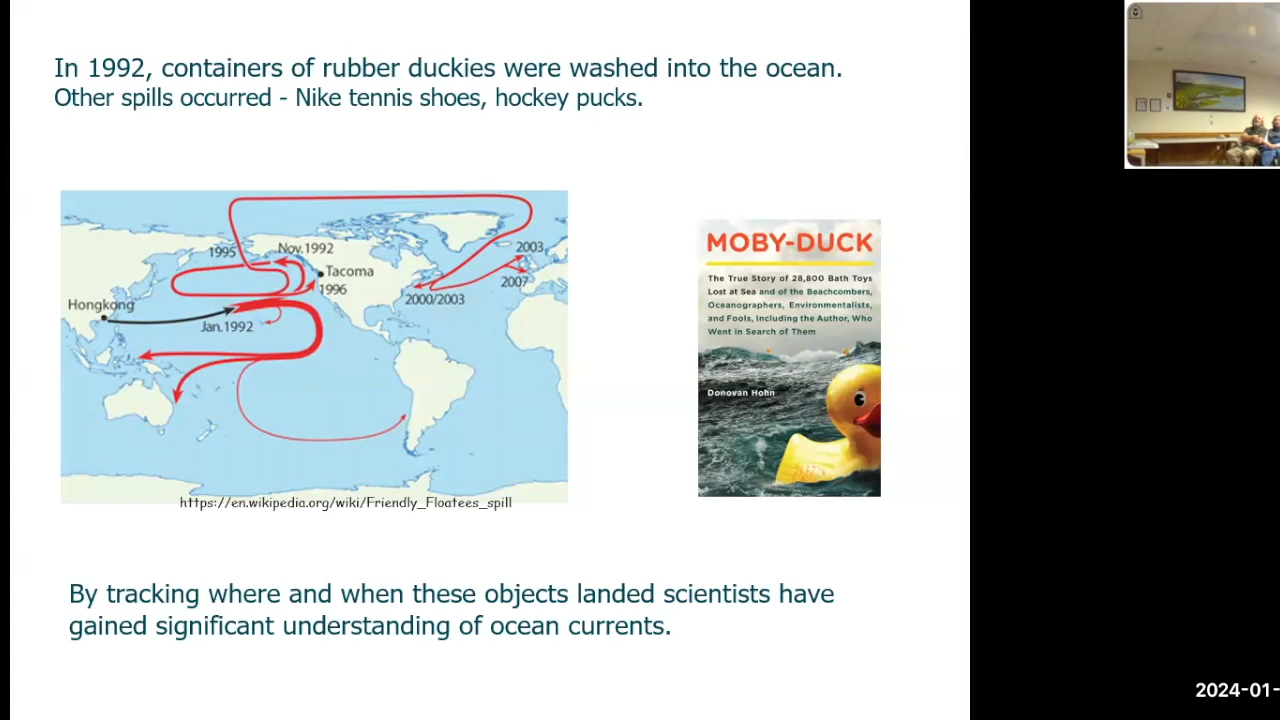 In 1992, containers of rubber duckies were washed into the ocean.
Other spills occurred - Nike tennis shoes, hockey pucks.
1995
Nov.1992
2003
Tacoma
1996
2007
2000/2003
Hongkong
Jan.1992
https://en.wikipedia.org/wiki/Friendly_Floatees_spill
MOBY-DUCK
The True Story of 28,800 Bath Toys
Lost at Sea and of the Beachcombers,
Oceanographers, Environmentalists,
and Fools, Including the Author, Who
Went in Search of Them
Donovan Hohn
By tracking where and when these objects landed scientists have
gained significant understanding of ocean currents.
2024-01-